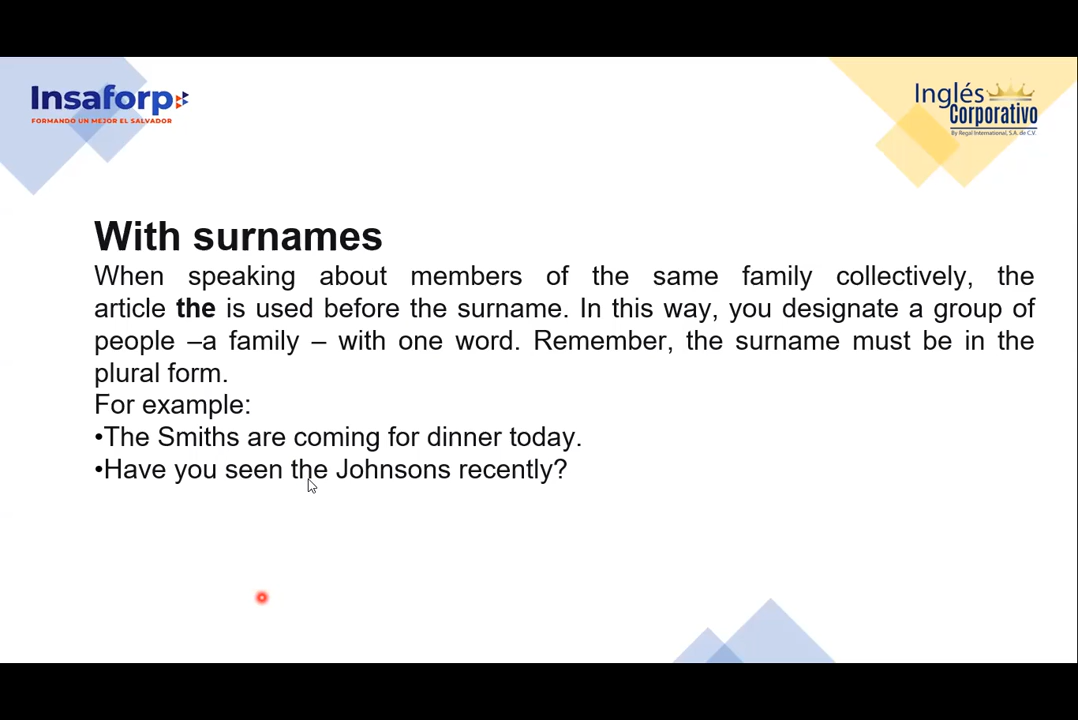 Insaforp
FORMANDO UN MEJOR EL SALVADOR
Inglés
Corporativo
By Regal International, S.A. de C.V.
With surnames
When speaking about members of the same family collectively, the
article the is used before the surname. In this way, you designate a group of
people –a family – with one word. Remember, the surname must be in the
plural form.
For example:
•The Smiths are coming for dinner today.
•Have you seen the Johnsons recently?